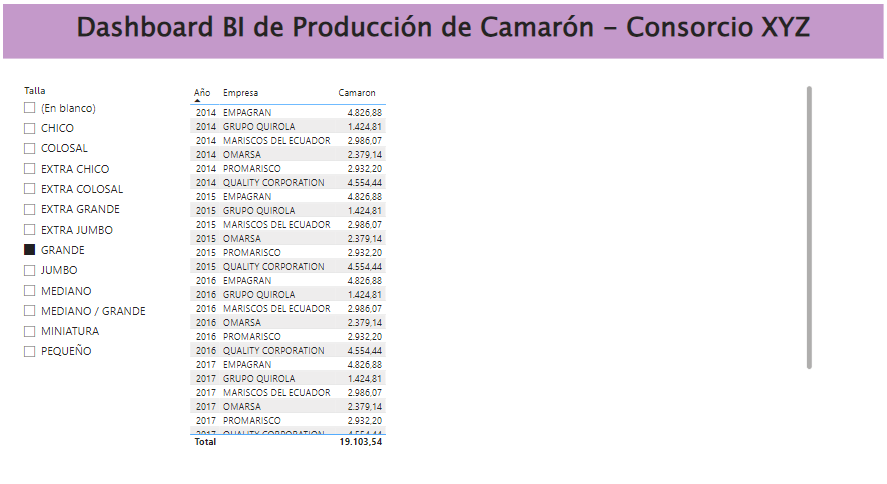 Dashboard BI de Producción de Camarón – Consorcio XYZ
Talla
(En blanco)
CHICO
COLOSAL
EXTRA CHICO
EXTRA COLOSAL
EXTRA GRANDE
EXTRA JUMBO
GRANDE
JUMBO
MEDIANO
MEDIANO / GRANDE
MINIATURA
PEQUEÑO
Año Empresa Camaron
2014 EMPAGRAN 4.826,88
2014 GRUPO QUIROLA 1.424,81
2014 MARISCOS DEL ECUADOR 2.986,07
2014 OMARSA 2.379,14
2014 PROMARISCO 2.932,20
2014 QUALITY CORPORATION 4.554,44
2015 EMPAGRAN 4.826,88
2015 GRUPO QUIROLA 1.424,81
2015 MARISCOS DEL ECUADOR 2.986,07
2015 OMARSA 2.379,14
2015 PROMARISCO 2.932,20
2015 QUALITY CORPORATION 4.554,44
2016 EMPAGRAN 4.826,88
2016 GRUPO QUIROLA 1.424,81
2016 MARISCOS DEL ECUADOR 2.986,07
2016 OMARSA 2.379,14
2016 PROMARISCO 2.932,20
2016 QUALITY CORPORATION 4.554,44
2017 EMPAGRAN 4.826,88
2017 GRUPO QUIROLA 1.424,81
2017 MARISCOS DEL ECUADOR 2.986,07
2017 OMARSA 2.379,14
2017 PROMARISCO 2.932,20
2017 QUALITY CORPORATION 4.554,44
Total 19.103,54